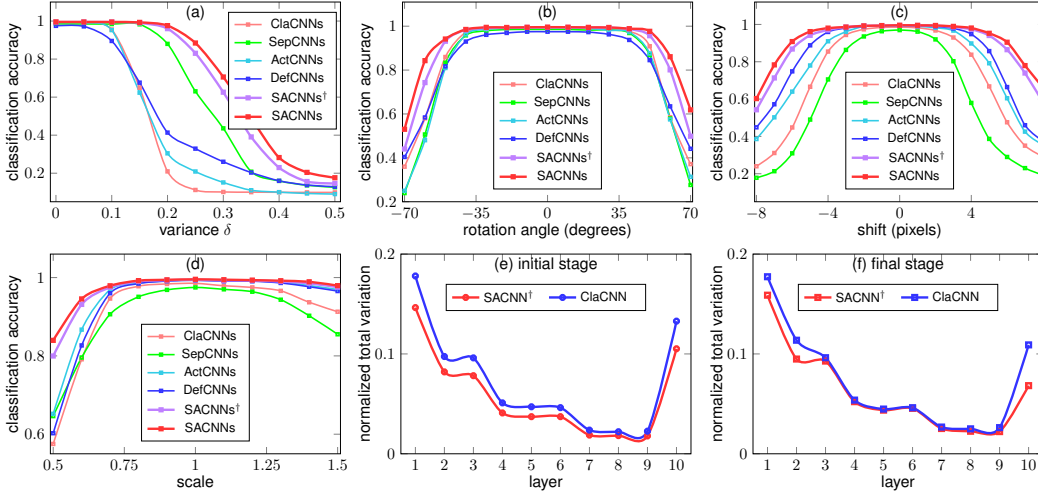 (a)
classification accuracy
1
0.8
0.6
0.4
0.2
0
0.1
0.2
0.3
0.4
0.5
variance δ
ClaCNNs
SepCNNs
ActCNNs
DefCNNs
SACNNs†
SACNNs
(b)
classification accuracy
1
0.8
0.6
0.4
0.2
−70
−35
0
35
70
rotation angle (degrees)
ClaCNNs
SepCNNs
ActCNNs
DefCNNs
SACNNs†
SACNNs
(c)
classification accuracy
1
0.8
0.6
0.4
0.2
−8
−4
0
4
shift (pixels)
ClaCNNs
SepCNNs
ActCNNs
DefCNNs
SACNNs†
SACNNs
(d)
classification accuracy
1
0.8
0.6
0.5
0.75
1
1.25
1.5
scale
ClaCNNs
SepCNNs
ActCNNs
DefCNNs
SACNNs†
SACNNs
(e) initial stage
normalized total variation
0.2
0.1
0
1 2 3 4 5 6 7 8 9 10
layer
SACNN†
ClaCNN
(f) final stage
normalized total variation
0.2
0.1
0
1 2 3 4 5 6 7 8 9 10
layer
SACNN†
ClaCNN